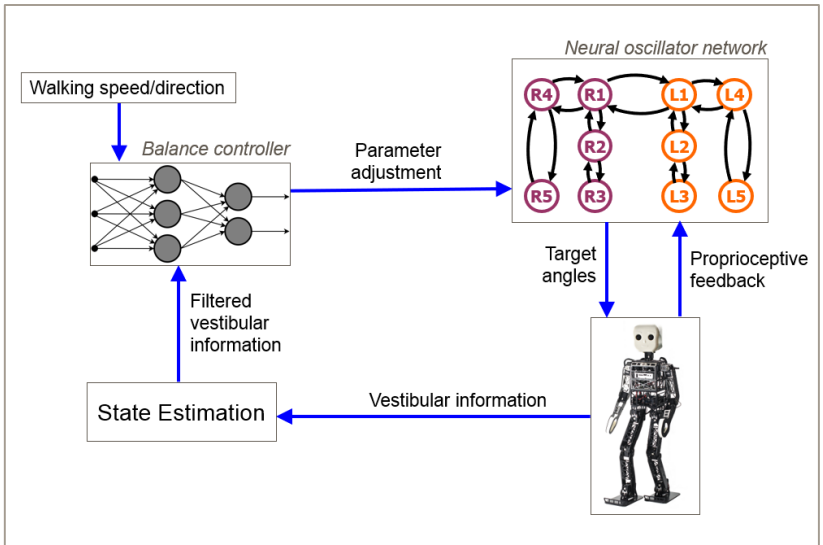 Neural oscillator network
Walking speed/direction
Balance controller
Parameter
adjustment
R4 R1 L1 L4
R2 L2
R5 R3 L3 L5
Target
angles
Proprioceptive
feedback
Filtered
vestibular
information
State Estimation
Vestibular information